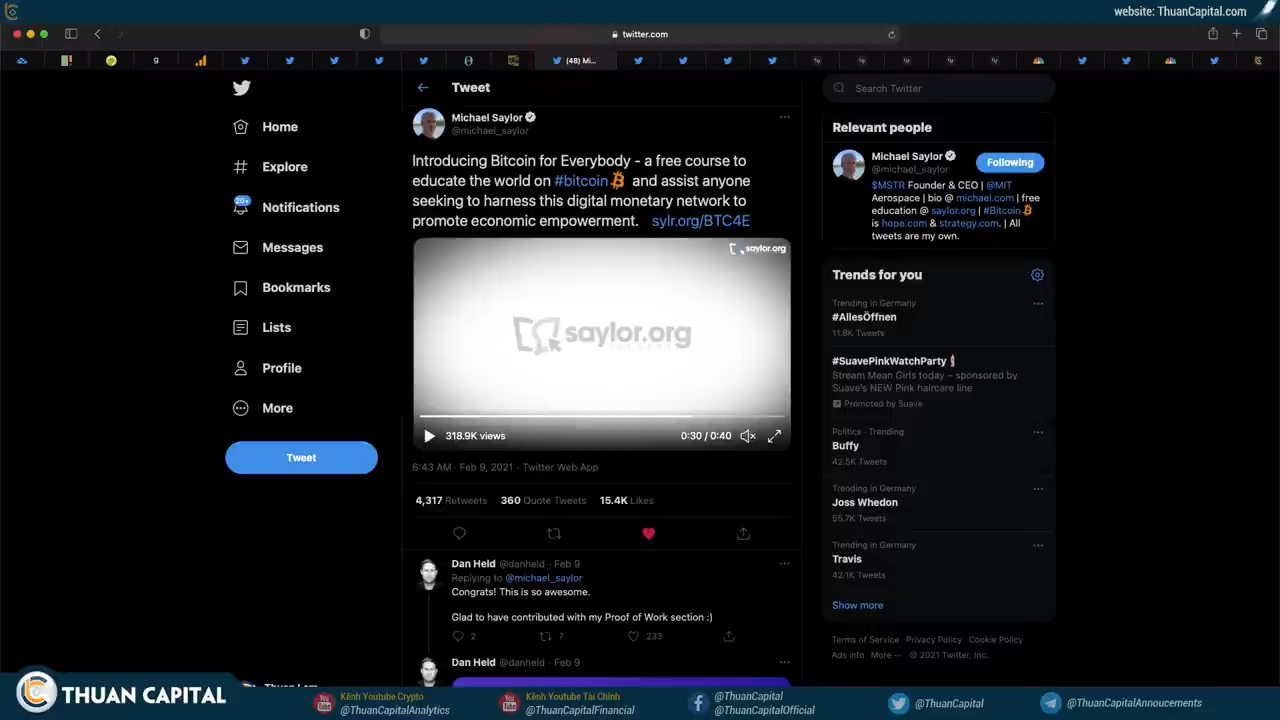 website: ThuanCapital.com
twitter.com
9
(48) Mi...
Home
Explore
20+
Notifications
Messages
Bookmarks
Lists
Profile
More
Tweet
Tweet
Michael Saylor
@michael_saylor
Introducing Bitcoin for Everybody - a free course to
educate the world on #bitcoin and assist anyone
seeking to harness this digital monetary network to
promote economic empowerment. sylr.org/BTC4E
saylor.org
saylor.org
318.9K views
0:30 / 0:40
6:43 AM · Feb 9, 2021 · Twitter Web App
4,317 Retweets 360 Quote Tweets 15.4K Likes
Dan Held @danheld · Feb 9
Replying to @michael_saylor
Congrats! This is so awesome.
Glad to have contributed with my Proof of Work section :)
2 7 233
Dan Held @danheld · Feb 9
Search Twitter
Relevant people
Michael Saylor
@michael_saylor
Following
$MSTR Founder & CEO | @MIT
Aerospace | bio @ michael.com | free
education @ saylor.org | #Bitcoin
is hope.com & strategy.com. | All
tweets are my own.
Trends for you
Trending in Germany
#AllesÖffnen
11.8K Tweets
#SuavePinkWatchParty
Stream Mean Girls today – sponsored by
Suave's NEW Pink haircare line
Promoted by Suave
Politics · Trending
Buffy
42.5K Tweets
Trending in Germany
Joss Whedon
55.7K Tweets
Trending in Germany
Travis
42.1K Tweets
Show more
Terms of Service Privacy Policy Cookie Policy
Ads info More ··· © 2021 Twitter, Inc.
THUAN CAPITAL
Kênh Youtube Crypto
@ThuanCapitalAnalytics
Kênh Youtube Tài Chính
@ThuanCapitalFinancial
@ThuanCapital
@ThuanCapitalOfficial
@ThuanCapital
@ThuanCapitalAnnoucements